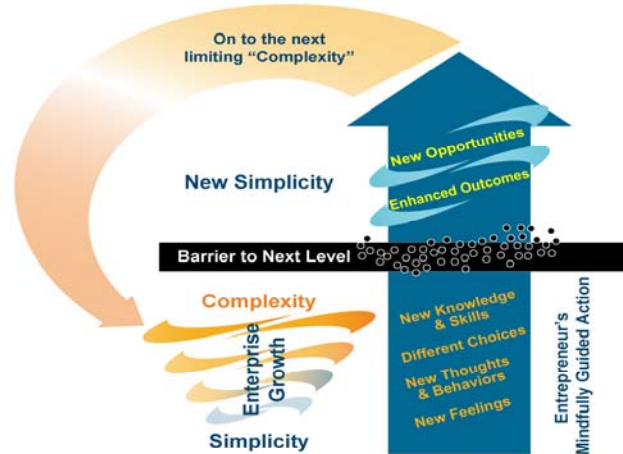 On to the next
limiting “Complexity”
New Opportunities
New Simplicity
Enhanced Outcomes
Barrier to Next Level
Complexity
Enterprise
Growth
Simplicity
New Knowledge
& Skills
Different Choices
New Thoughts
& Behaviors
New Feelings
Entrepreneur's
Mindfully Guided Action